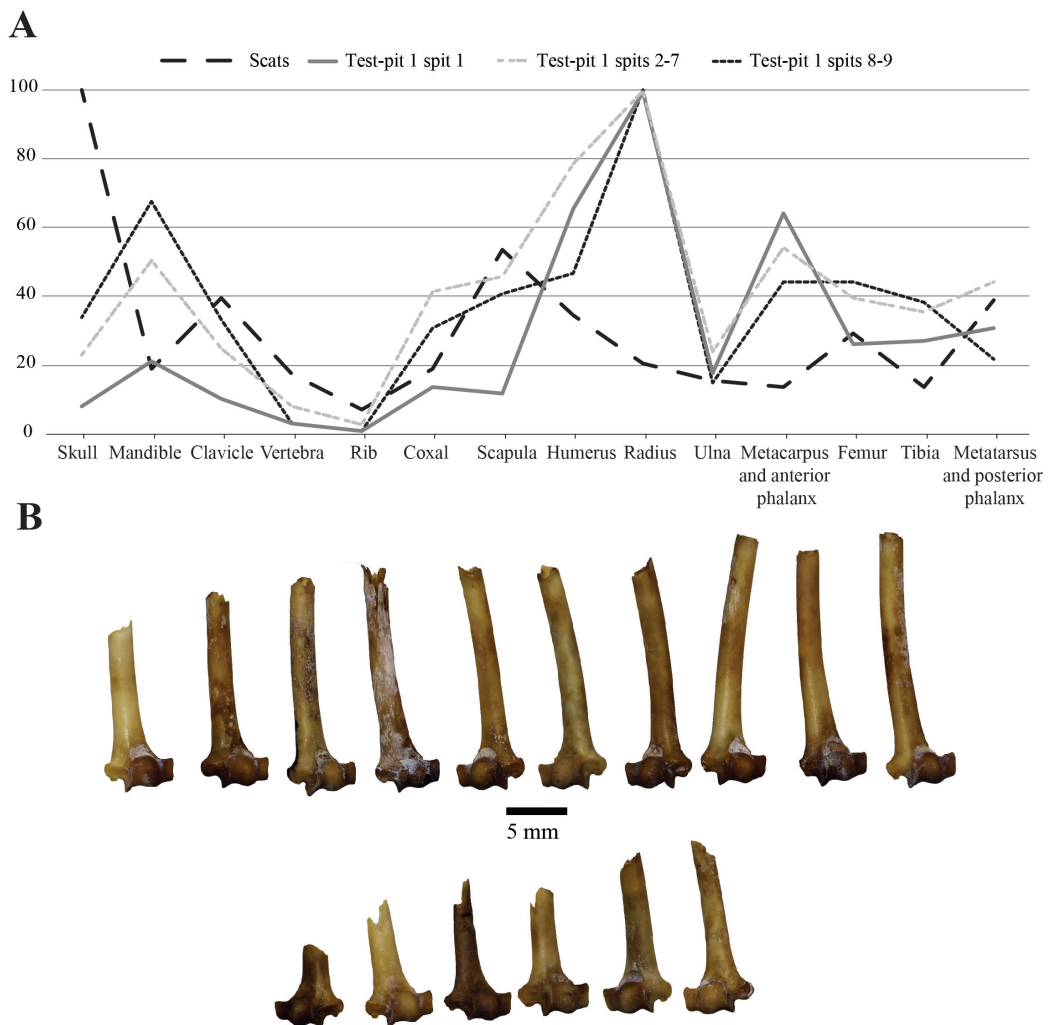 A
Scats Test-pit 1 spit 1 Test-pit 1 spits 2-7 Test-pit 1 spits 8-9
100
80
60
40
20
0
Skull Mandible Clavicle Vertebra Rib Coxal Scapula Humerus Radius Ulna Metacarpus Femur Tibia Metatarsus
and anterior and posterior
phalanx phalanx
B
5 mm